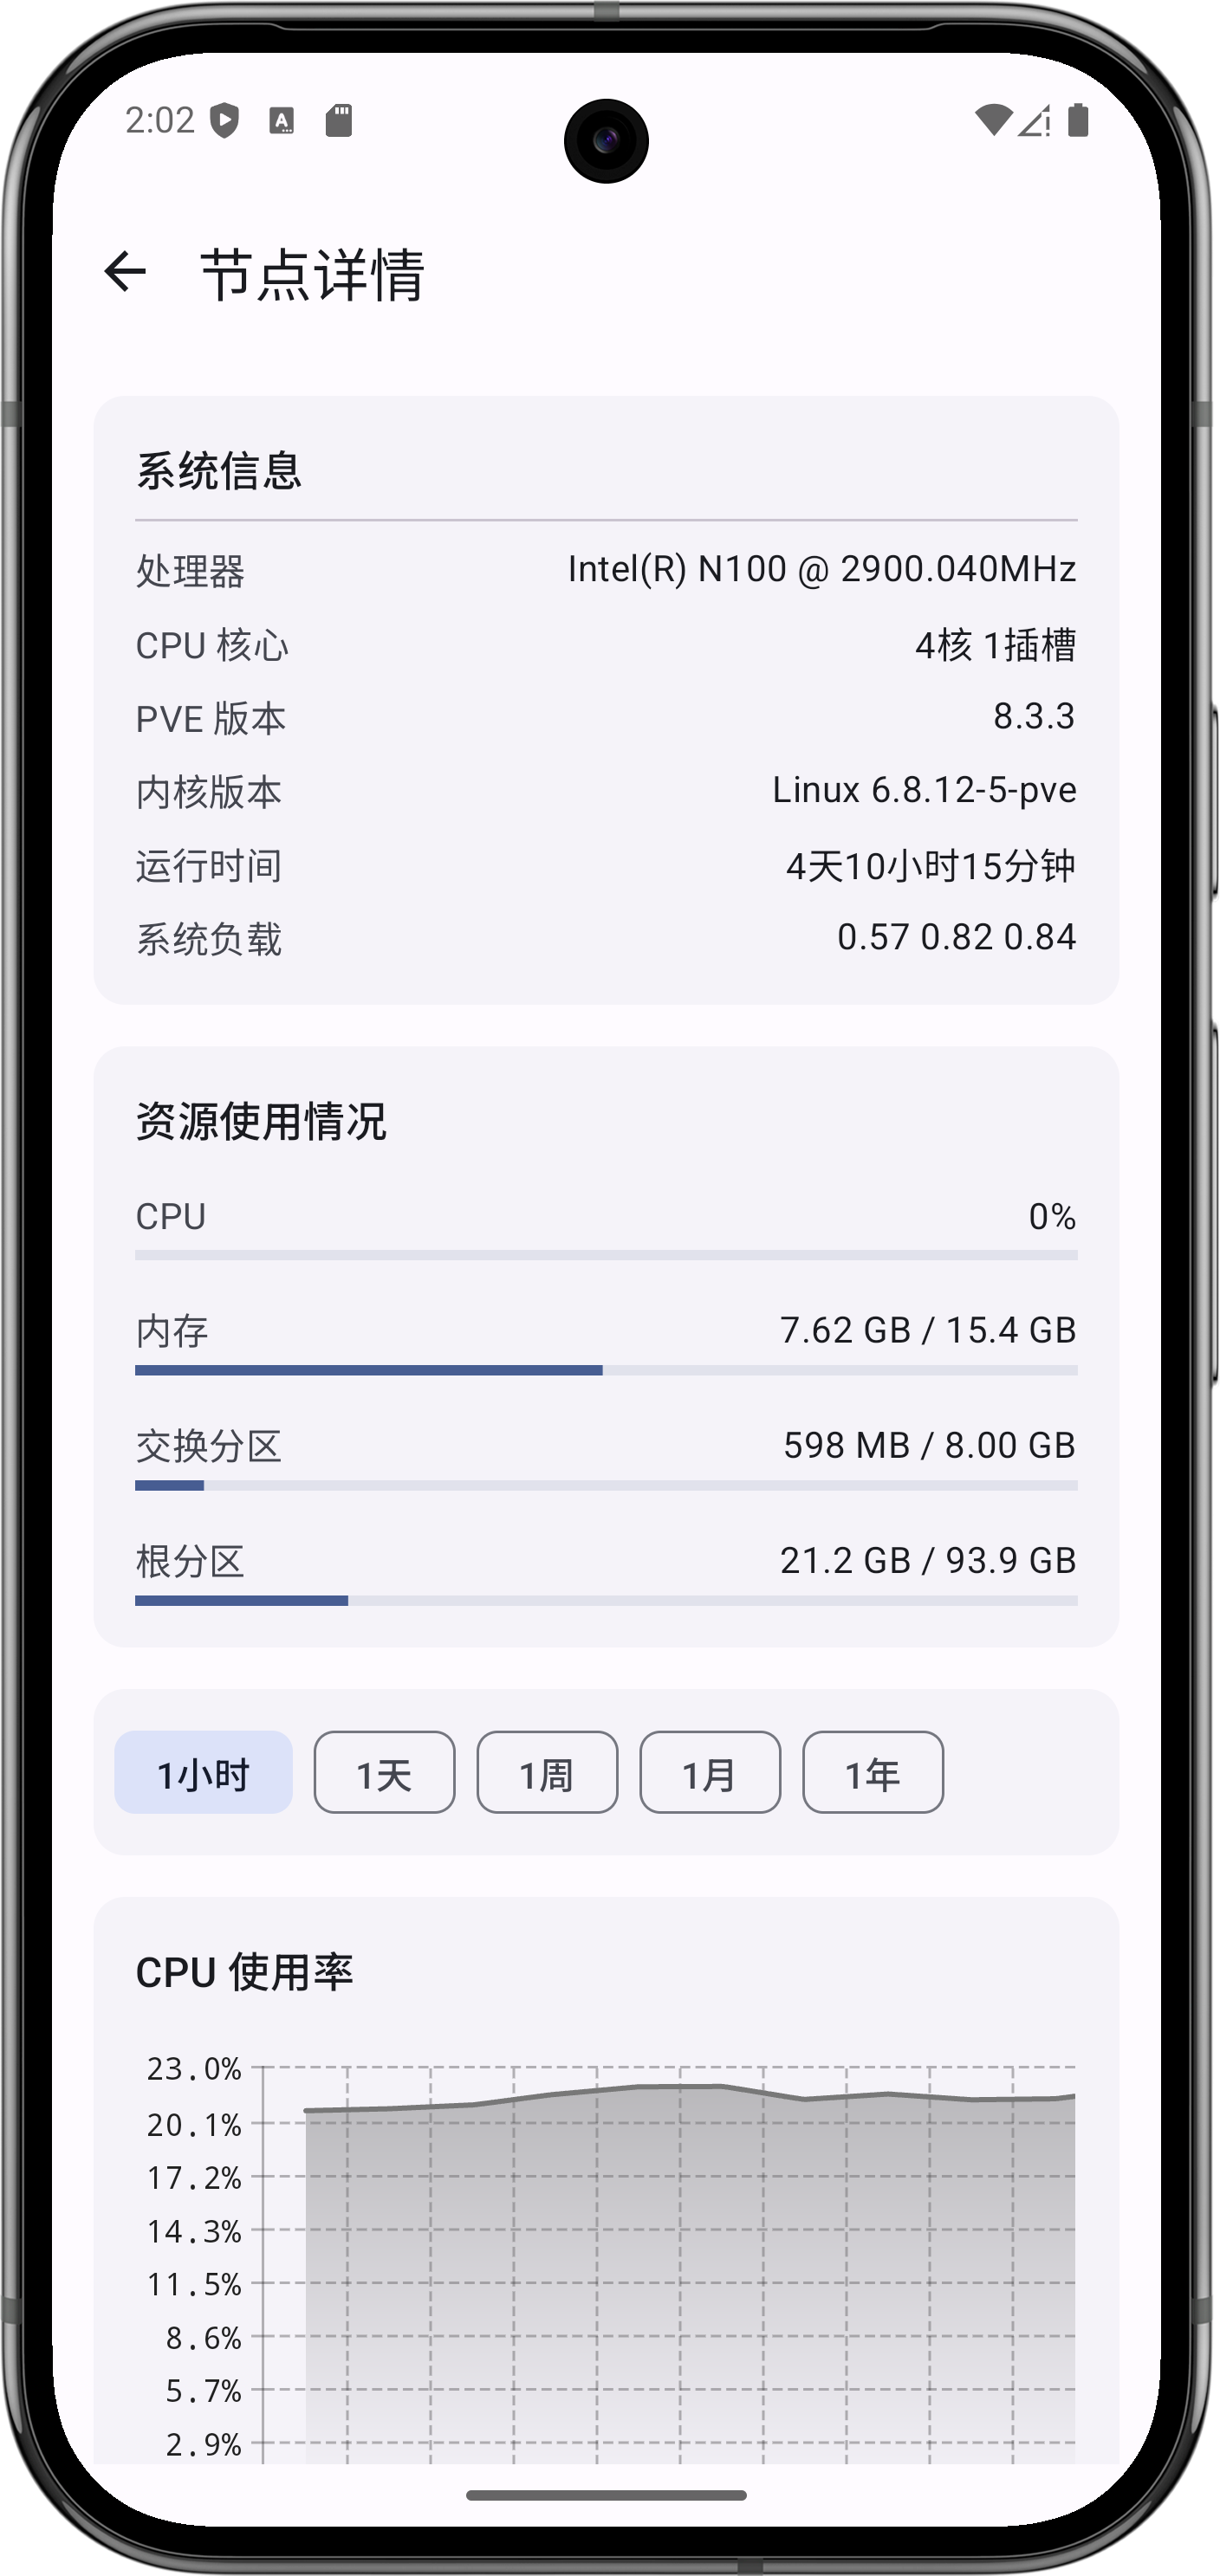 2:02
节点详情
系统信息
处理器 Intel(R) N100 @ 2900.040MHz
CPU 核心 4核 1插槽
PVE 版本 8.3.3
内核版本 Linux 6.8.12-5-pve
运行时间 4天10小时15分钟
系统负载 0.57 0.82 0.84
资源使用情况
CPU 0%
内存 7.62 GB / 15.4 GB
交换分区 598 MB / 8.00 GB
根分区 21.2 GB / 93.9 GB
1小时 1天 1周 1月 1年
CPU 使用率
23.0%
20.1%
17.2%
14.3%
11.5%
8.6%
5.7%
2.9%